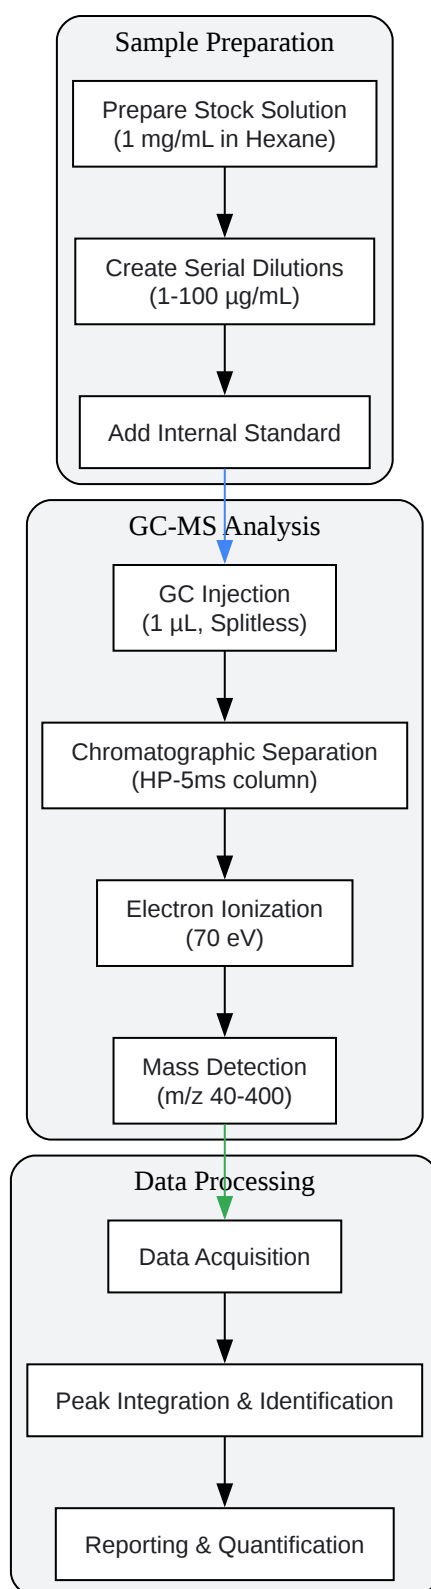 Sample Preparation
Prepare Stock Solution
(1 mg/mL in Hexane)
Create Serial Dilutions
(1-100 µg/mL)
Add Internal Standard
GC-MS Analysis
GC Injection
(1 µL, Splitless)
Chromatographic Separation
(HP-5ms column)
Electron Ionization
(70 eV)
Mass Detection
(m/z 40-400)
Data Processing
Data Acquisition
Peak Integration & Identification
Reporting & Quantification